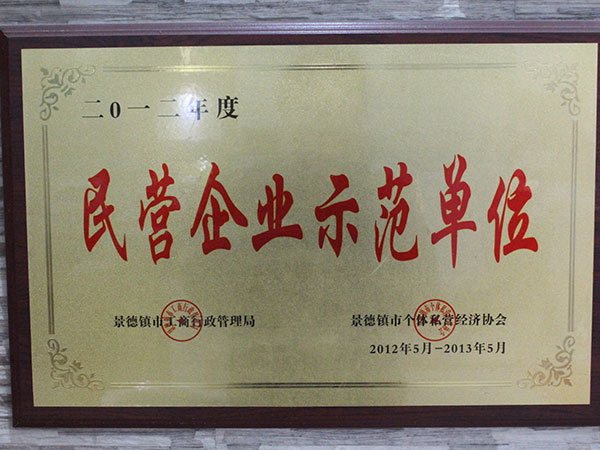 二〇一二年度
民营企业示范单位
景德镇市工商行政管理局
景德镇市个体私营经济协会
2012年5月-2013年5月